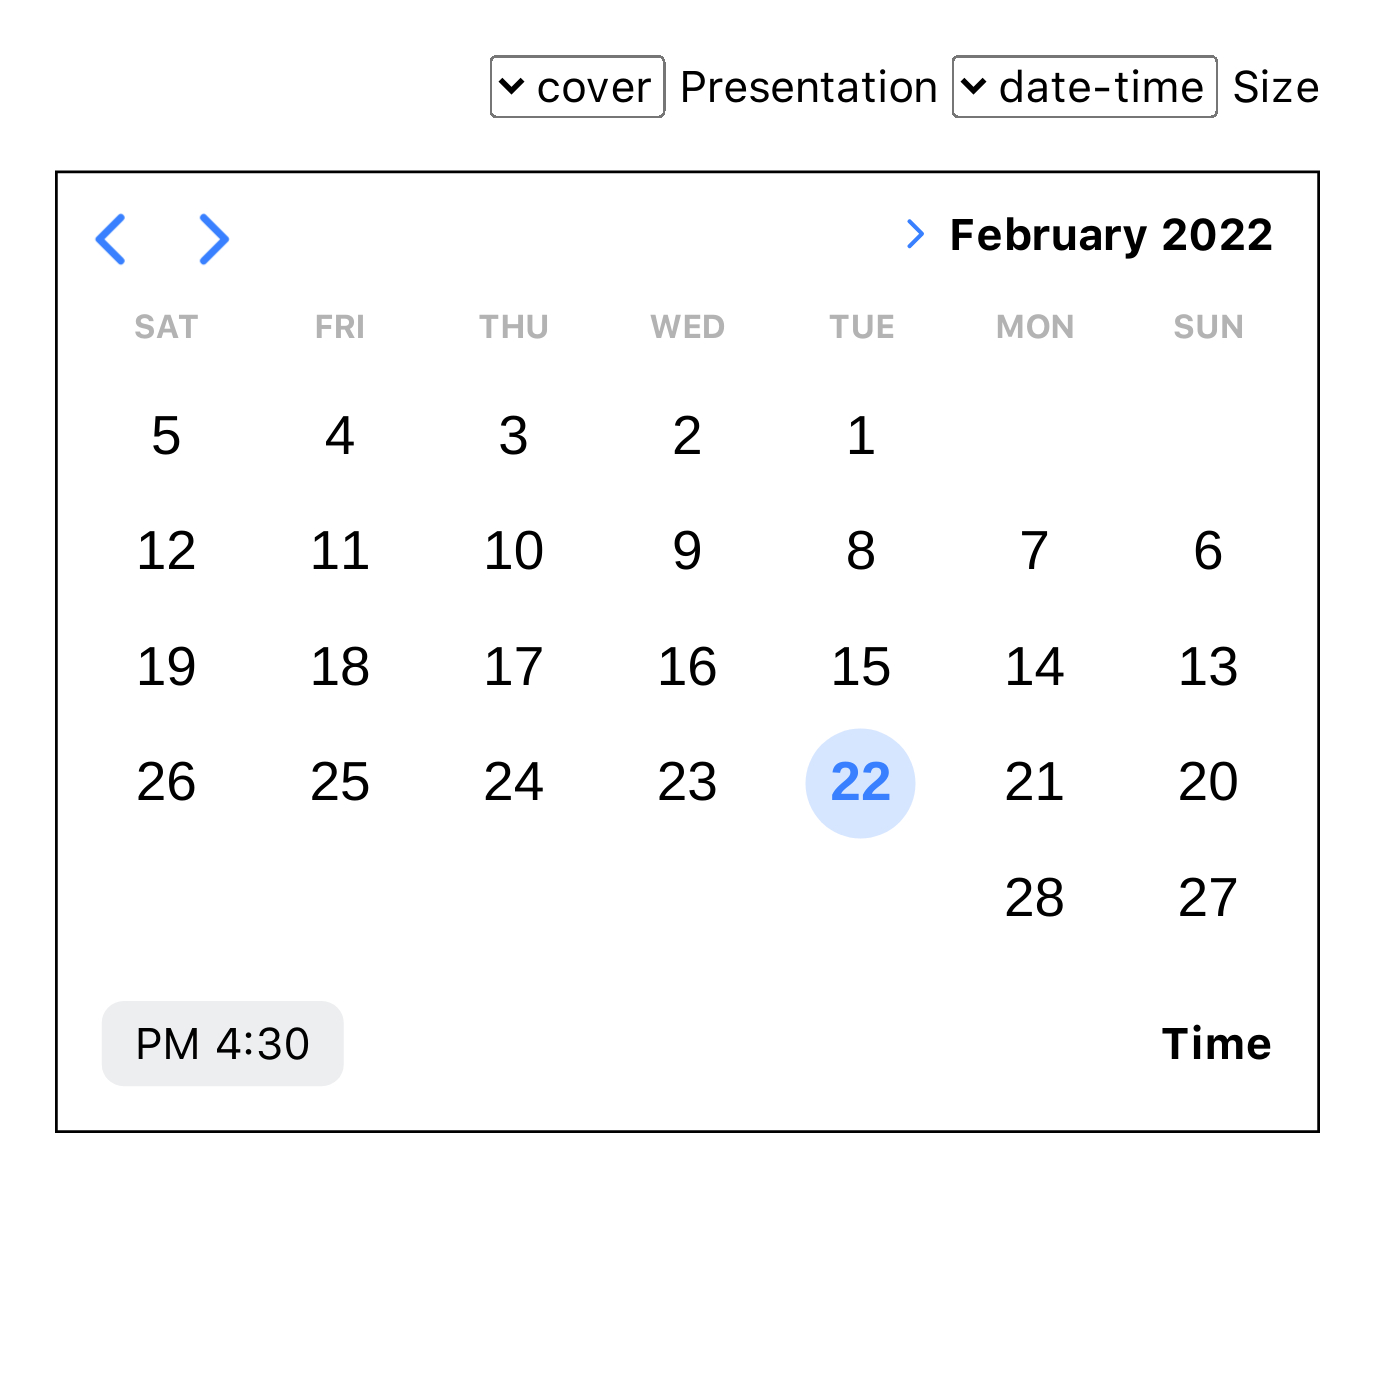 cover Presentation date-time Size
February 2022
SAT FRI THU WED TUE MON SUN
5 4 3 2 1
12 11 10 9 8 7 6
19 18 17 16 15 14 13
26 25 24 23 22 21 20
28 27
PM 4:30 Time